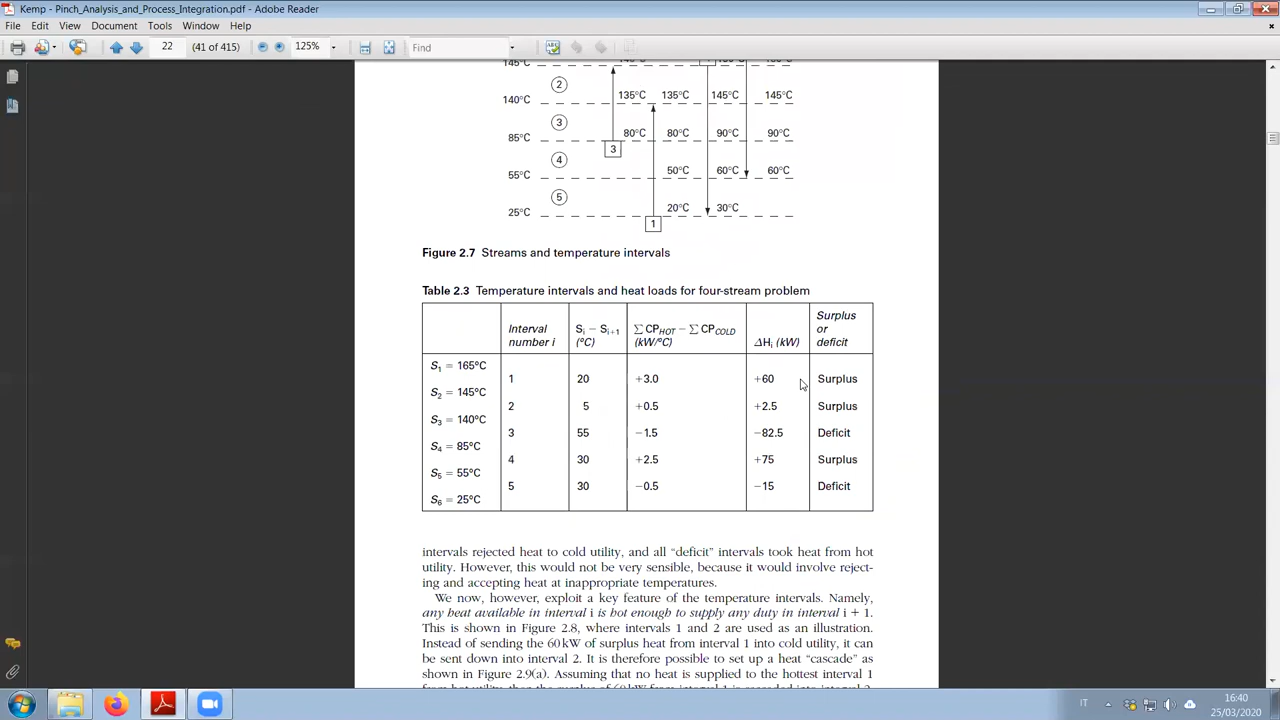 Kemp - Pinch_Analysis_and_Process_Integration.pdf - Adobe Reader
File Edit View Document Tools Window Help
22 (41 of 415) 125% Find
145°C
2
140°C 135°C 135°C 145°C 145°C
3
85°C 80°C 80°C 90°C 90°C
3
4
55°C 50°C 60°C 60°C
5
25°C 20°C 30°C
1
Figure 2.7 Streams and temperature intervals
Table 2.3 Temperature intervals and heat loads for four-stream problem
Interval number i
Si − Si+1 (°C)
∑ CPHOT − ∑ CPCOLD (kW/°C)
ΔHi (kW)
Surplus or deficit
S1 = 165°C
1 20 +3.0 +60 Surplus
S2 = 145°C
2 5 +0.5 +2.5 Surplus
S3 = 140°C
3 55 −1.5 −82.5 Deficit
S4 = 85°C
4 30 +2.5 +75 Surplus
S5 = 55°C
5 30 −0.5 −15 Deficit
S6 = 25°C
intervals rejected heat to cold utility, and all “deficit” intervals took heat from hot
utility. However, this would not be very sensible, because it would involve reject-
ing and accepting heat at inappropriate temperatures.
We now, however, exploit a key feature of the temperature intervals. Namely,
any heat available in interval i is hot enough to supply any duty in interval i + 1.
This is shown in Figure 2.8, where intervals 1 and 2 are used as an illustration.
Instead of sending the 60 kW of surplus heat from interval 1 into cold utility, it can
be sent down into interval 2. It is therefore possible to set up a heat “cascade” as
shown in Figure 2.9(a). Assuming that no heat is supplied to the hottest interval 1
IT
16:40
25/03/2020